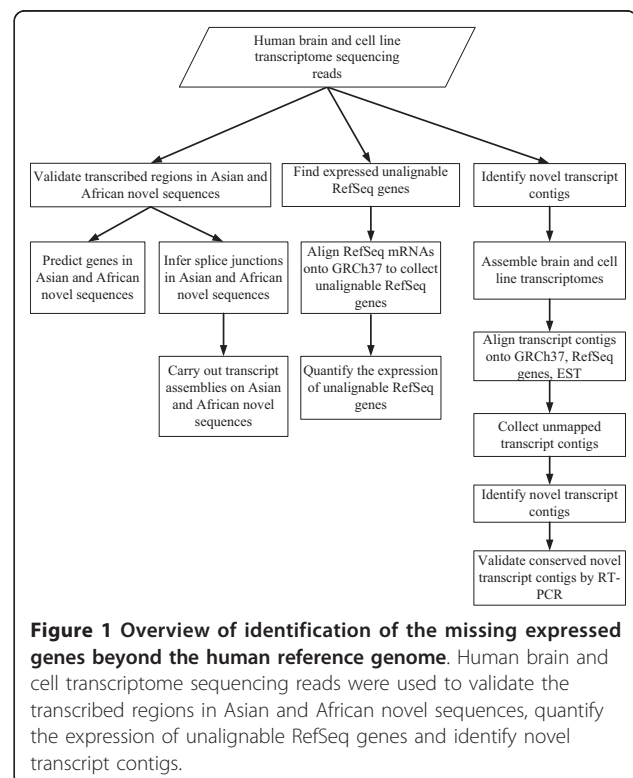 Human brain and cell line
transcriptome sequencing
reads
Validate transcribed regions in Asian and
African novel sequences
Find expressed unalignable
RefSeq genes
Identify novel transcript
contigs
Predict genes in
Asian and African
novel sequences
Infer splice junctions
in Asian and African
novel sequences
Align RefSeq mRNAs
onto GRCh37 to collect
unalignable RefSeq
genes
Assemble brain and cell
line transcriptomes
Carry out transcript
assemblies on Asian
and African novel
sequences
Quantify the expression
of unalignable RefSeq
genes
Align transcript contigs
onto GRCh37, RefSeq
genes, EST
Collect unmapped
transcript contigs
Identify novel transcript
contigs
Validate conserved novel
transcript contigs by RT-
PCR
Figure 1 Overview of identification of the missing expressed
genes beyond the human reference genome. Human brain and
cell transcriptome sequencing reads were used to validate the
transcribed regions in Asian and African novel sequences, quantify
the expression of unalignable RefSeq genes and identify novel
transcript contigs.